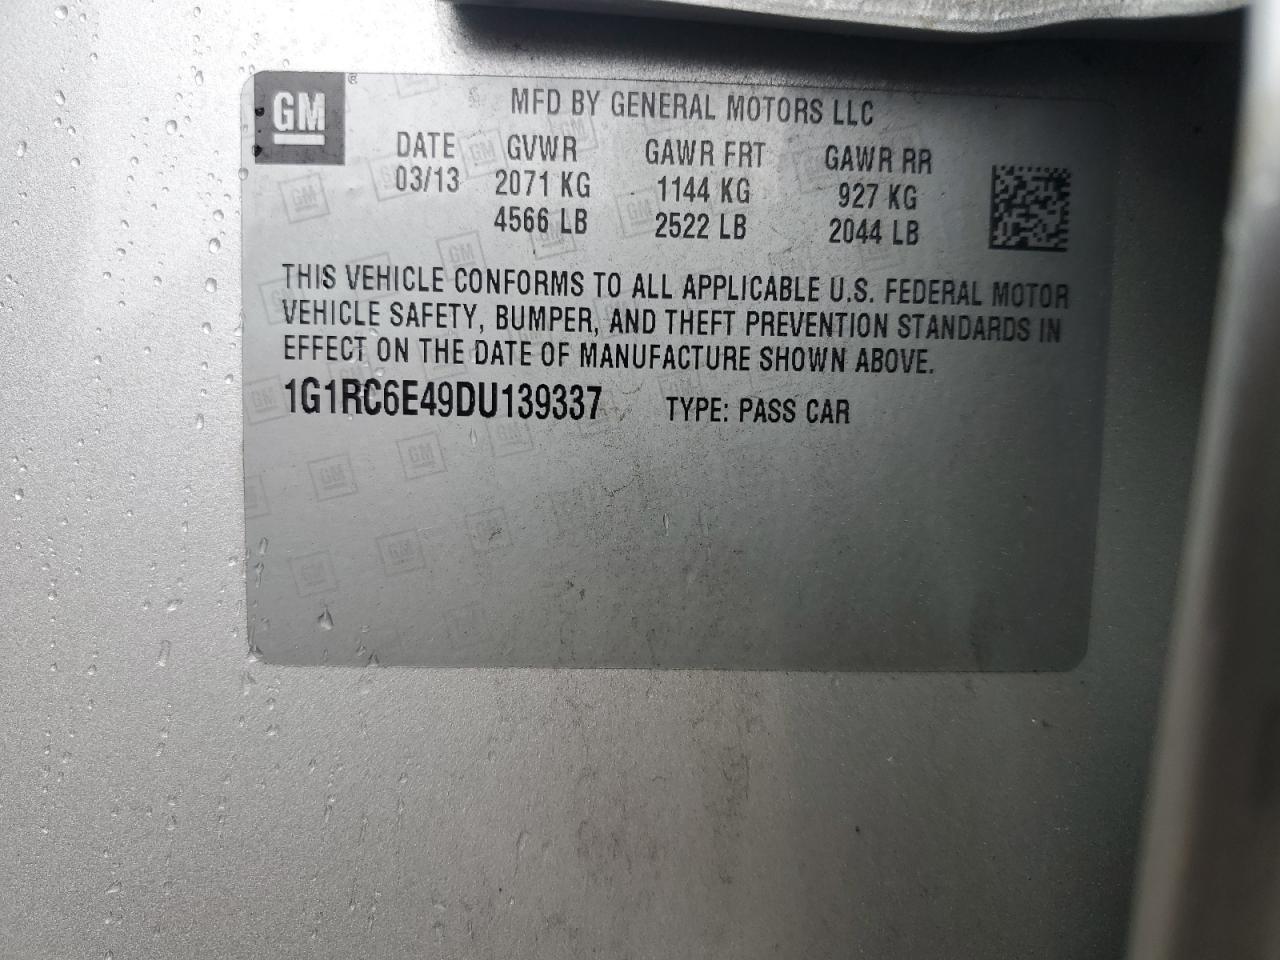 GM®
MFD BY GENERAL MOTORS LLC
DATE GVWR GAWR FRT GAWR RR
03/13 2071 KG 1144 KG 927 KG
4566 LB 2522 LB 2044 LB
THIS VEHICLE CONFORMS TO ALL APPLICABLE U.S. FEDERAL MOTOR
VEHICLE SAFETY, BUMPER, AND THEFT PREVENTION STANDARDS IN
EFFECT ON THE DATE OF MANUFACTURE SHOWN ABOVE.
1G1RC6E49DU139337 TYPE: PASS CAR